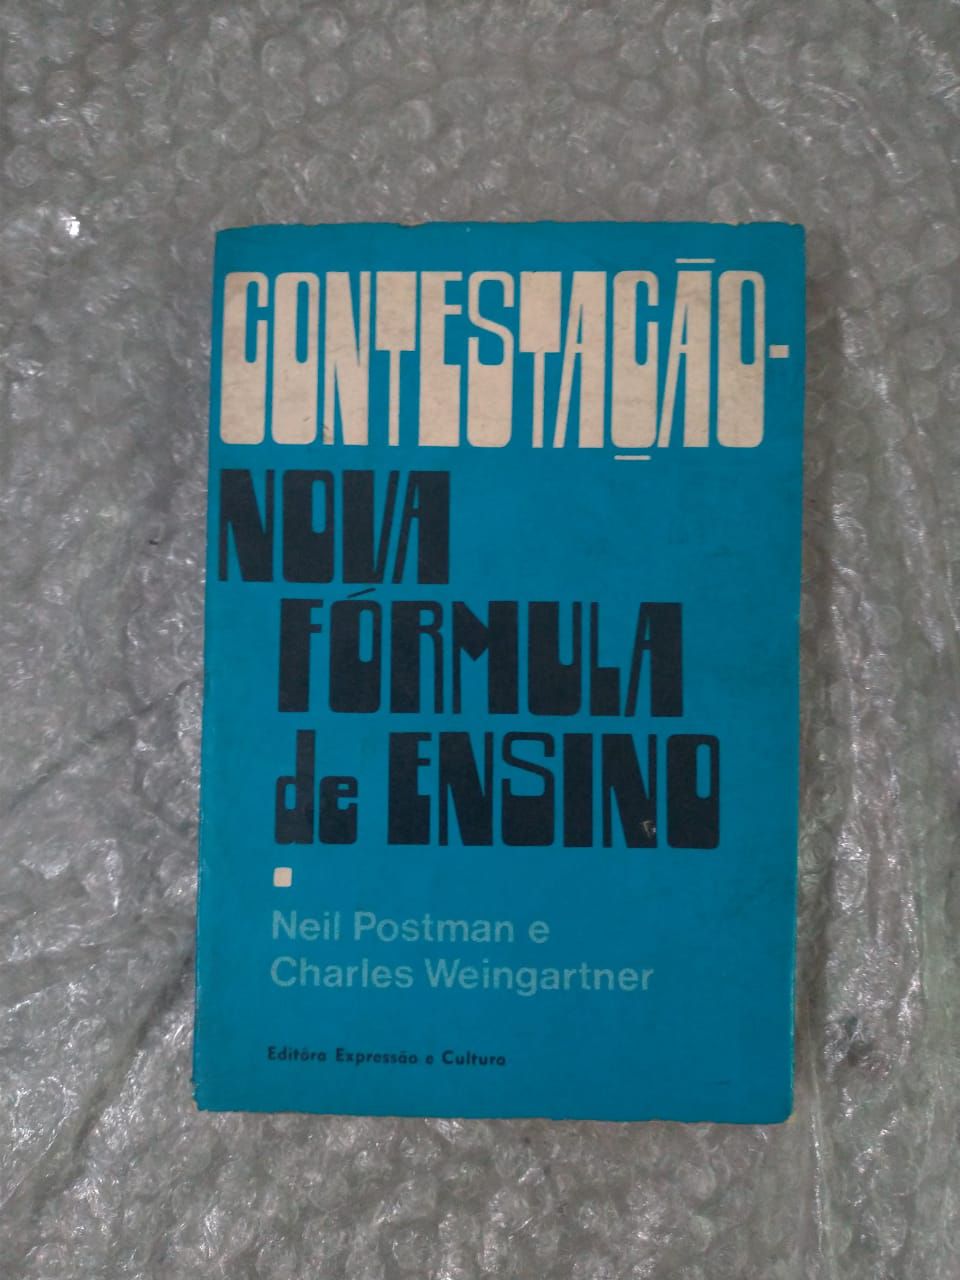 CONTESTAÇÃO-
NOVA
FÓRMULA
de ENSINO
Neil Postman e
Charles Weingartner
Editôra Expressão e Cultura